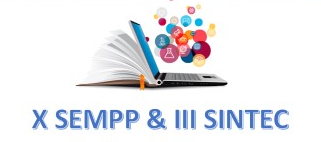 X SEMPP & III SINTEC